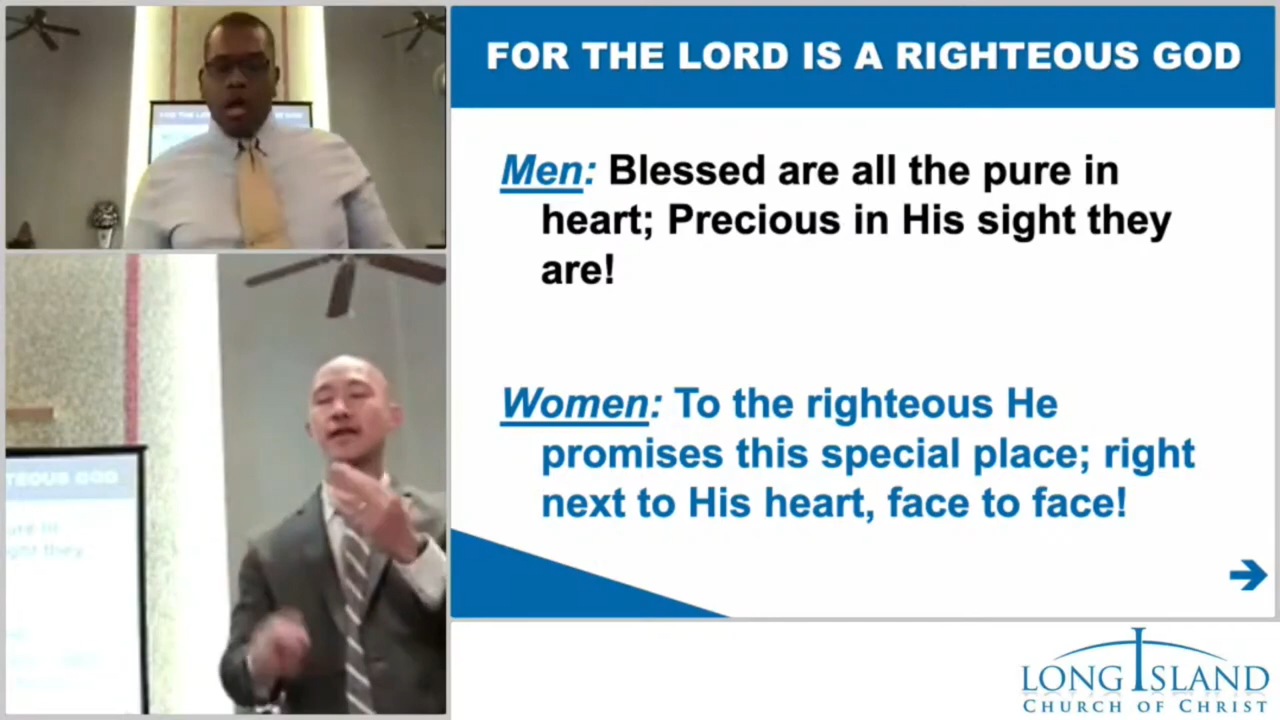 FOR THE LORD IS A RIGHTEOUS GOD
Men: Blessed are all the pure in
heart; Precious in His sight they
are!
Women: To the righteous He
promises this special place; right
next to His heart, face to face!
TEOUS GOD
LONG ISLAND
CHURCH OF CHRIST